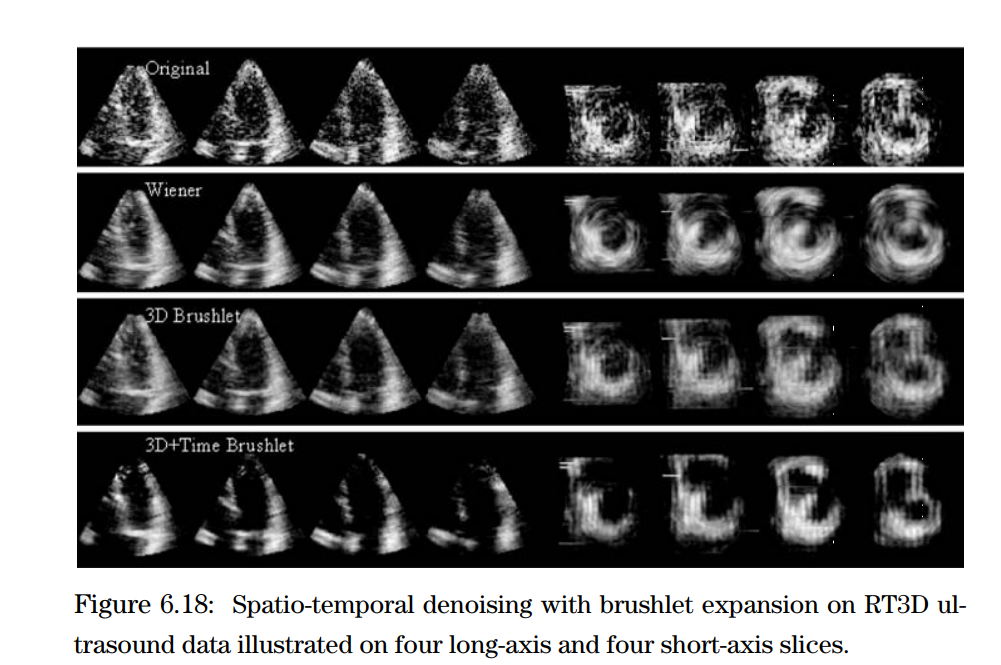 Original
Wiener
3D Brushlet
3D+Time Brushlet
Figure 6.18: Spatio-temporal denoising with brushlet expansion on RT3D ul-
trasound data illustrated on four long-axis and four short-axis slices.